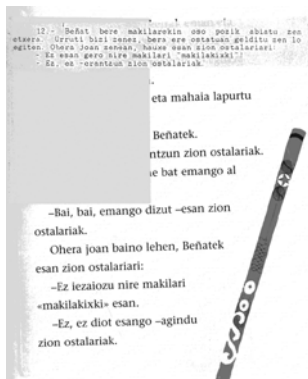 12.- Beñat bere makilarekin oso pozik abiatu zen
etxera. Urruti bizi zenez, bera ere ostatuan gelditu zen lo
egiten. Ohera joan zenean, hauxe esan zion ostalariari:
- Ez esan gero nire makilari "makilakixki"!
- Ez, ez -erantzun zion ostalariak.
eta mahaia lapurtu
Beñatek.
ntzun zion ostalariak.
bat emango al
–Bai, bai, emango dizut –esan zion
ostalariak.
Ohera joan baino lehen, Beñatek
esan zion ostalariari:
–Ez iezaiozu nire makilari
«makilakixki» esan.
–Ez, ez diot esango –agindu
zion ostalariak.